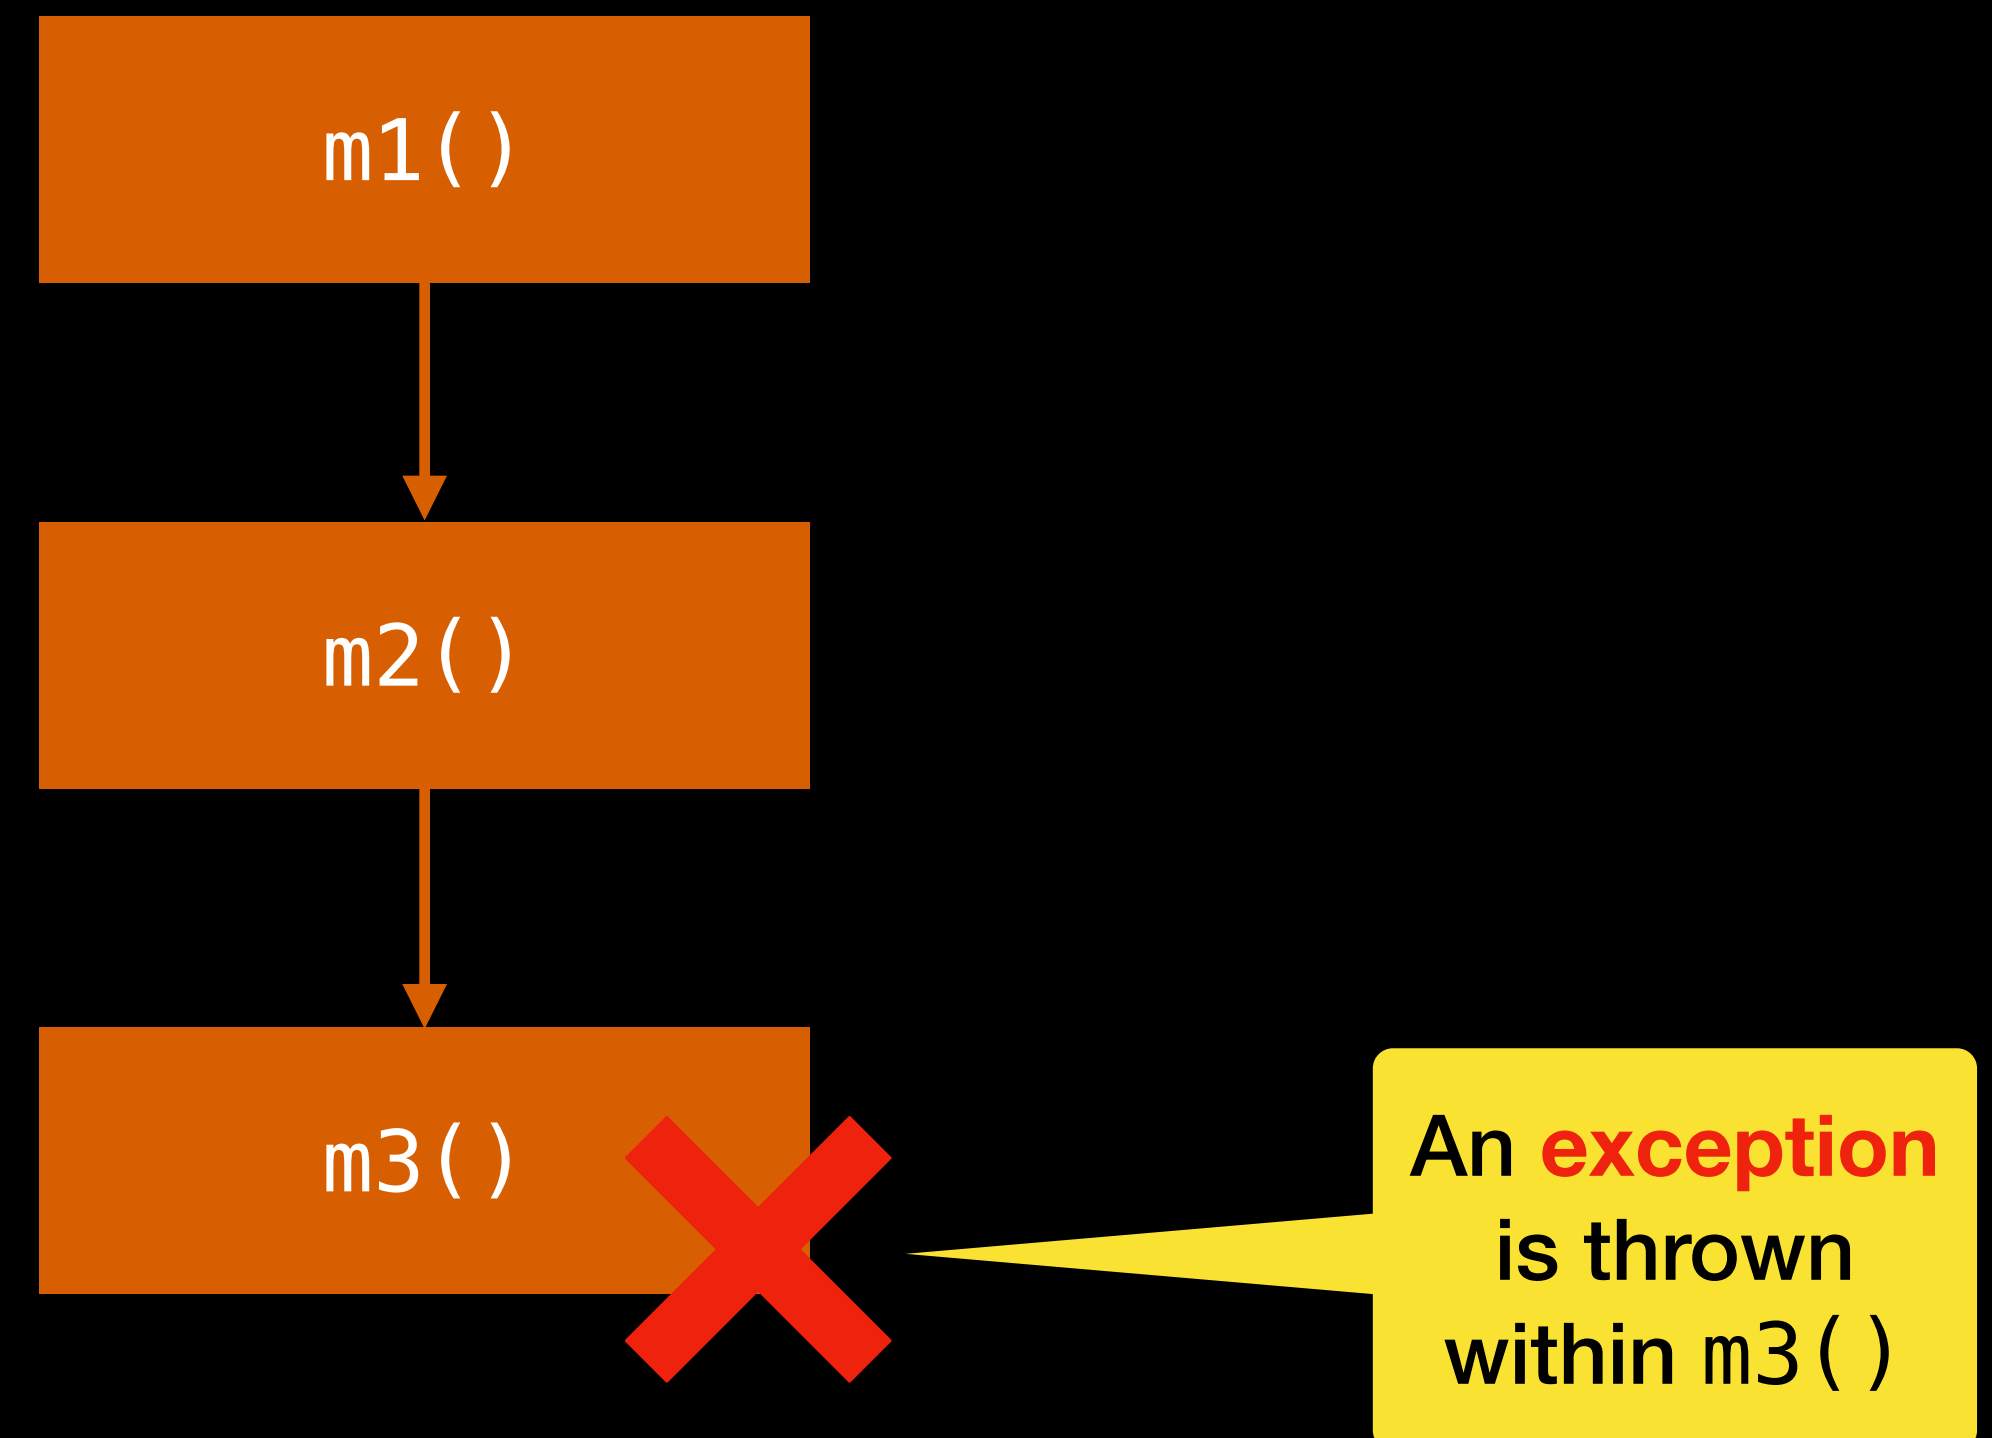 m1()
m2()
m3()
An exception
is thrown
within m3()